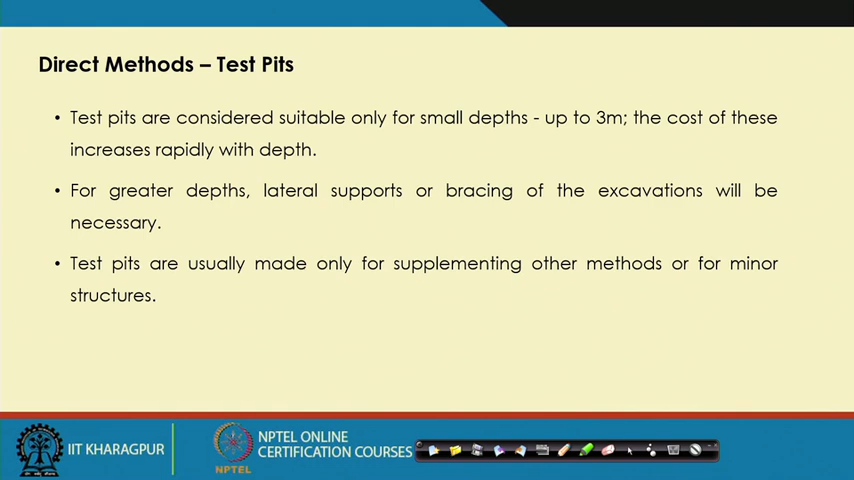 Direct Methods – Test Pits
• Test pits are considered suitable only for small depths - up to 3m; the cost of these
increases rapidly with depth.
• For greater depths, lateral supports or bracing of the excavations will be
necessary.
• Test pits are usually made only for supplementing other methods or for minor
structures.
IIT KHARAGPUR
NPTEL
NPTEL ONLINE
CERTIFICATION COURSES